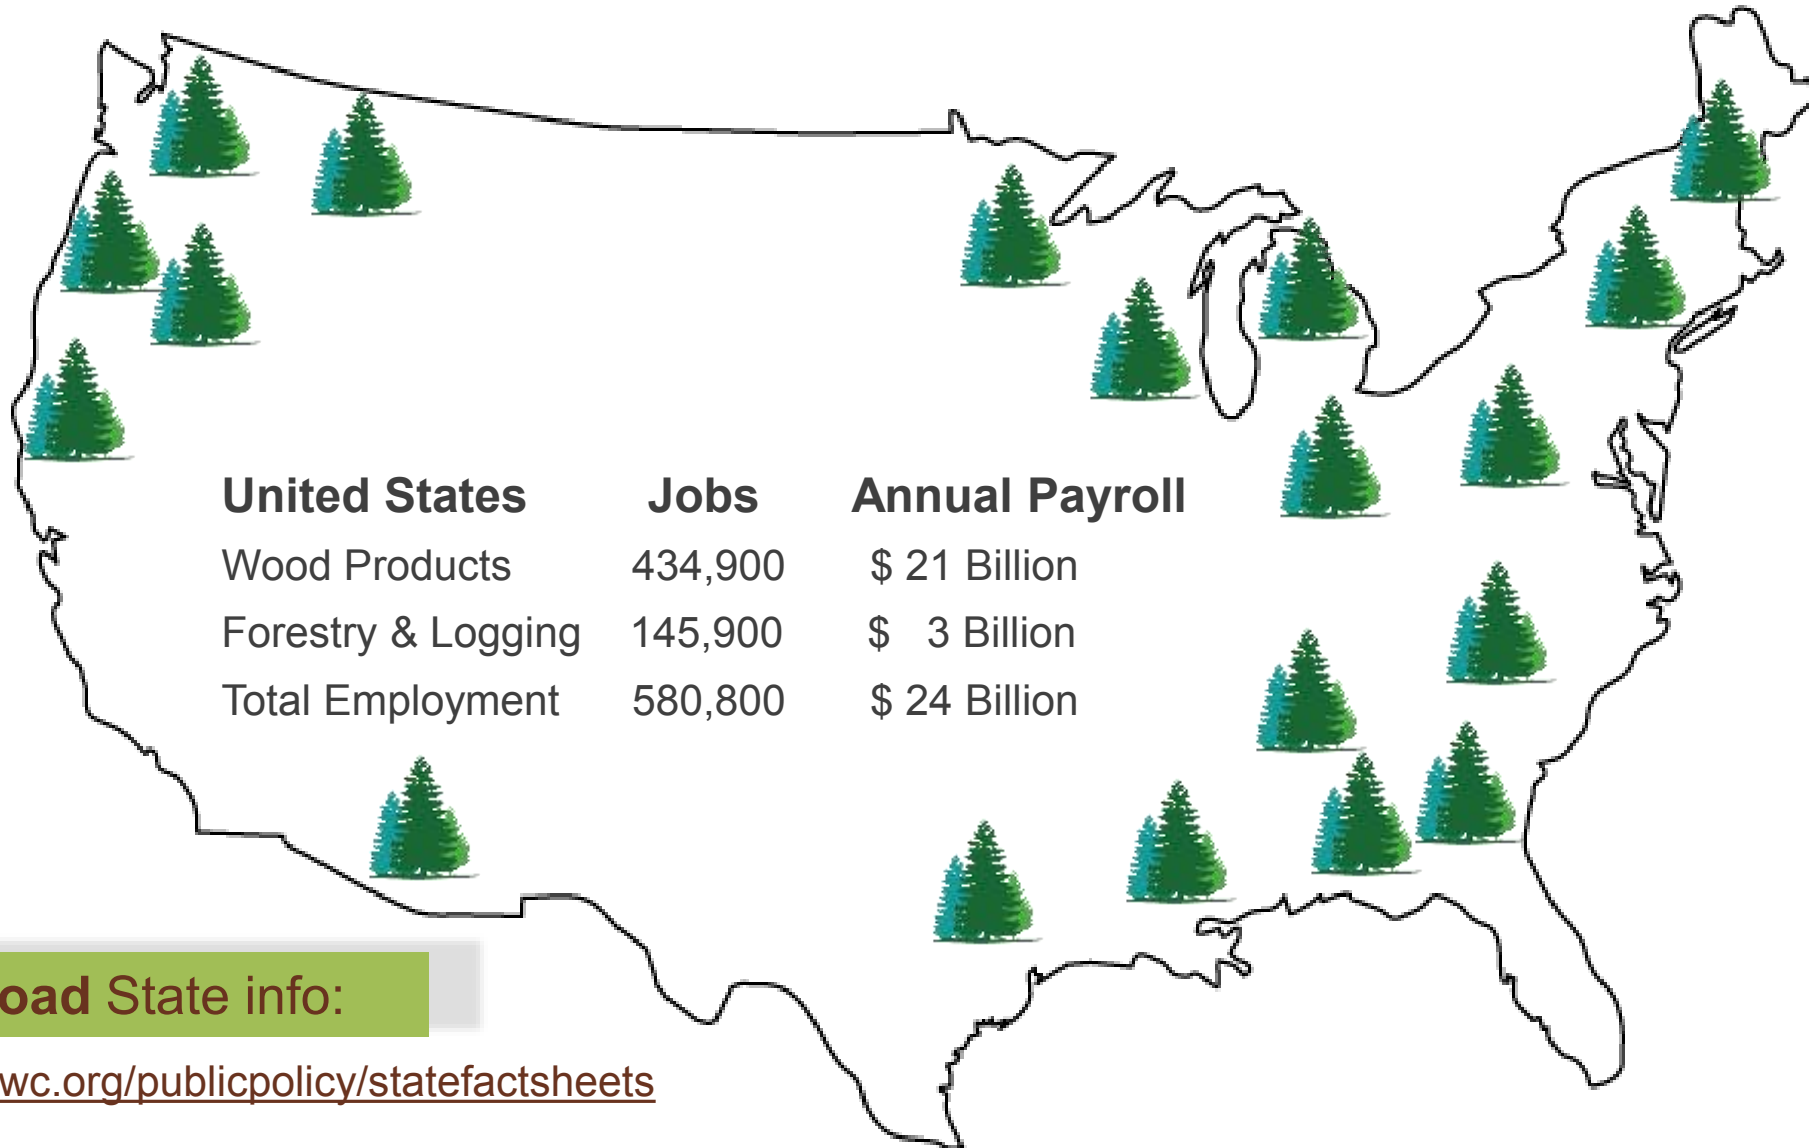 United States Jobs Annual Payroll
Wood Products 434,900 $ 21 Billion
Forestry & Logging 145,900 $ 3 Billion
Total Employment 580,800 $ 24 Billion
oad State info:
wc.org/publicpolicy/statefactsheets